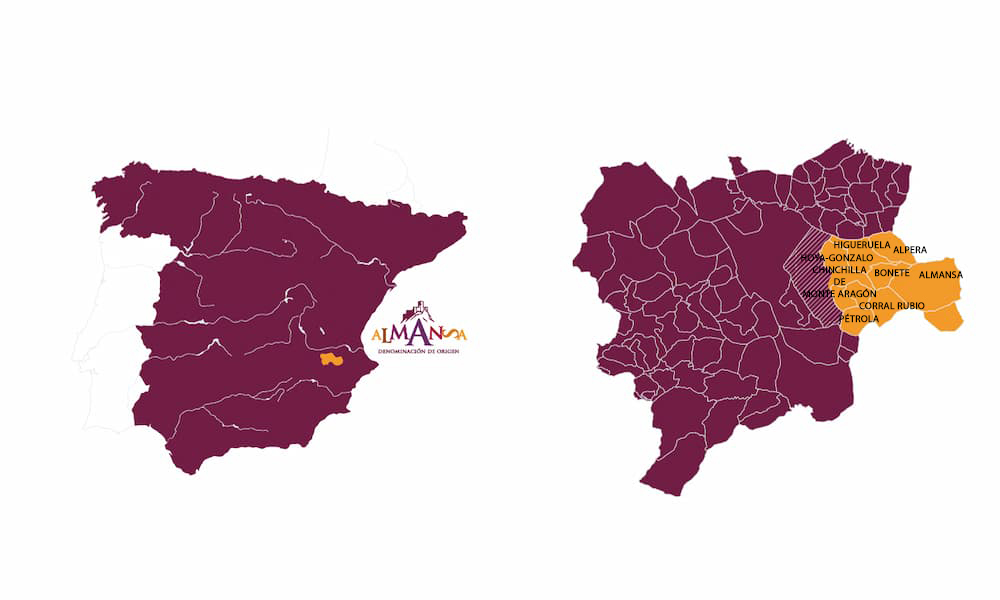 ALMANSA
DENOMINACIÓN DE ORIGEN
HIGUERUELA
ALPERA
HOYA-GONZALO
CHINCHILLA
DE
MONTE ARAGÓN
BONETE
ALMANSA
CORRAL RUBIO
PÉTROLA